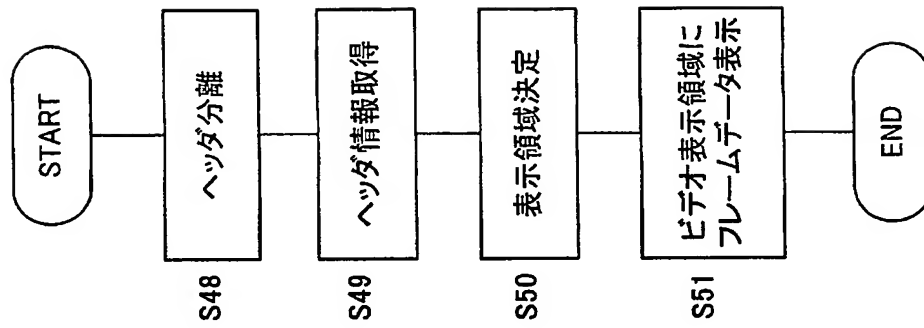 START
S48
ヘッダ分離
S49
ヘッダ情報取得
S50
表示領域決定
S51
ビデオ表示領域に
フレームデータ表示
END